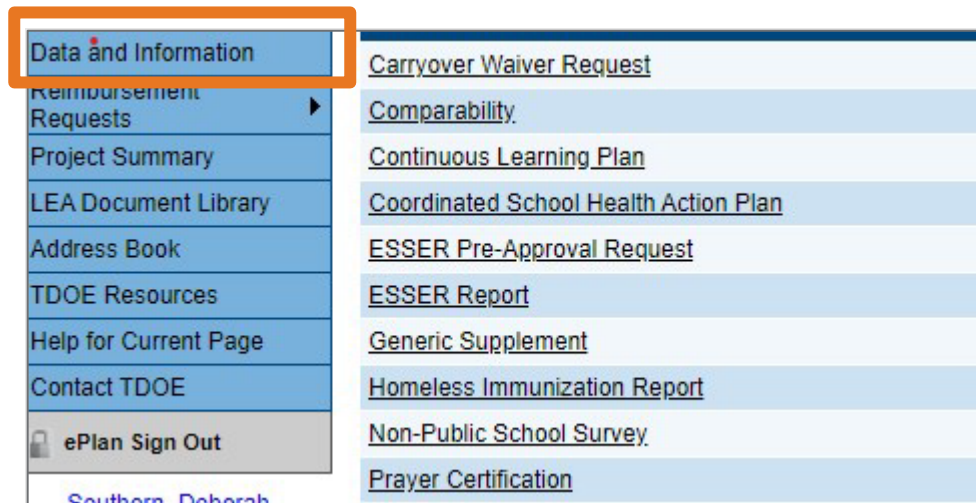 Data and Information
Reimbursement
Requests
Project Summary
LEA Document Library
Address Book
TDOE Resources
Help for Current Page
Contact TDOE
ePlan Sign Out
Southern, Deborah
Carryover Waiver Request
Comparability
Continuous Learning Plan
Coordinated School Health Action Plan
ESSER Pre-Approval Request
ESSER Report
Generic Supplement
Homeless Immunization Report
Non-Public School Survey
Prayer Certification